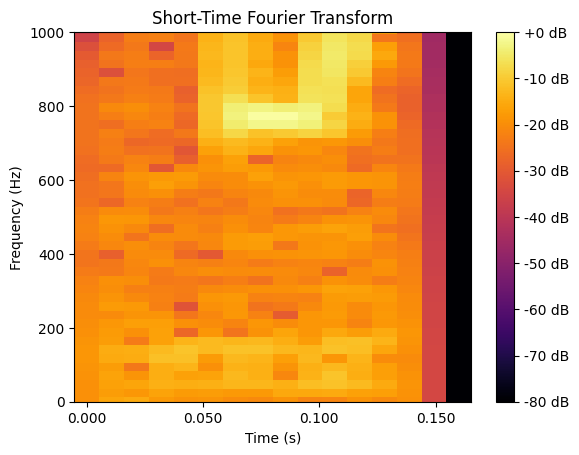 Short-Time Fourier Transform
1000
800
600
400
200
0
Frequency (Hz)
0.000
0.050
0.100
0.150
Time (s)
+0 dB
-10 dB
-20 dB
-30 dB
-40 dB
-50 dB
-60 dB
-70 dB
-80 dB